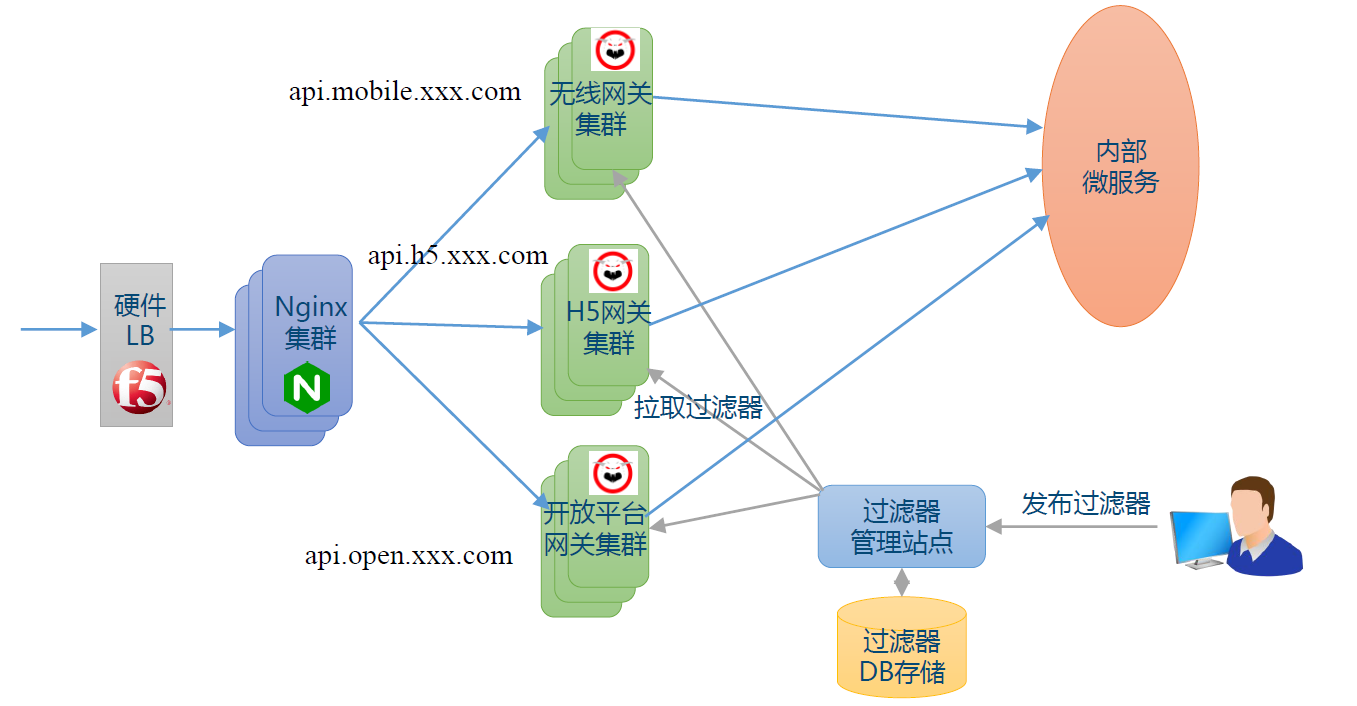 api.mobile.xxx.com
无线网关
集群
内部
微服务
api.h5.xxx.com
硬件
LB
f5
Nginx
集群
N
H5网关
集群
拉取过滤器
开放平台
网关集群
api.open.xxx.com
过滤器
管理站点
发布过滤器
过滤器
DB存储